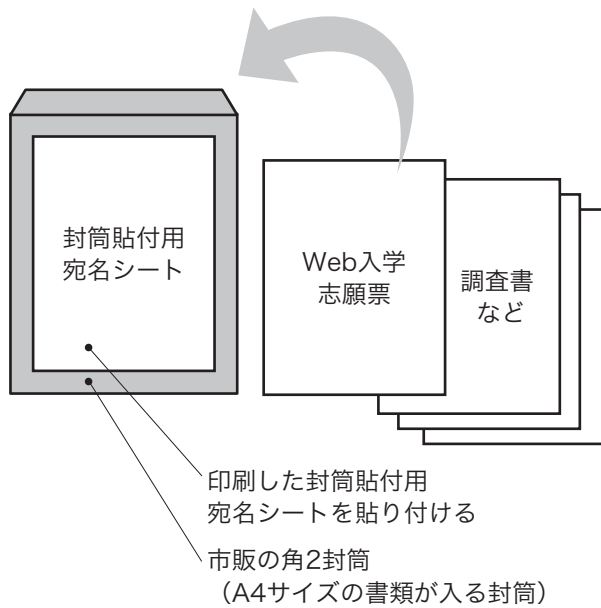 封筒貼付用
宛名シート
Web入学
志願票
調査書
など
印刷した封筒貼付用
宛名シートを貼り付ける
市販の角2封筒
（A4サイズの書類が入る封筒）